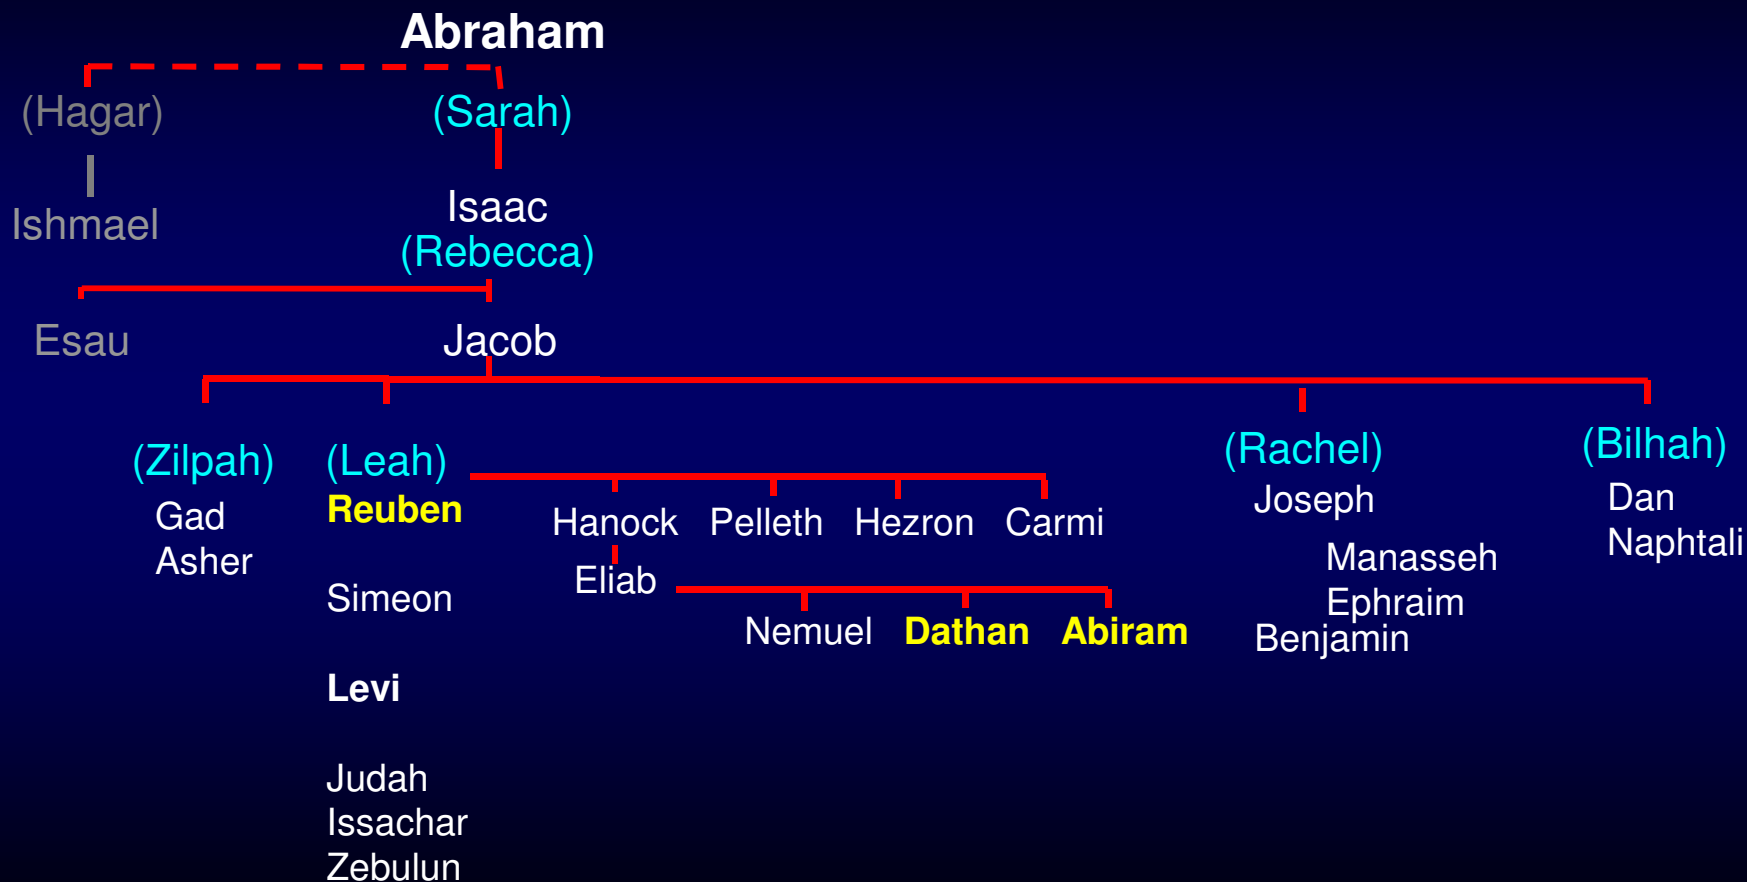 Abraham
(Hagar) (Sarah)
Ishmael Isaac
(Rebecca)
Esau Jacob
(Zilpah) (Leah) (Rachel) (Bilhah)
Gad Reuben Hanock Pelleth Hezron Carmi Joseph Dan
Asher Eliab Manasseh Naphtali
Simeon Ephraim
Nemuel Dathan Abiram Benjamin
Levi
Judah
Issachar
Zebulun